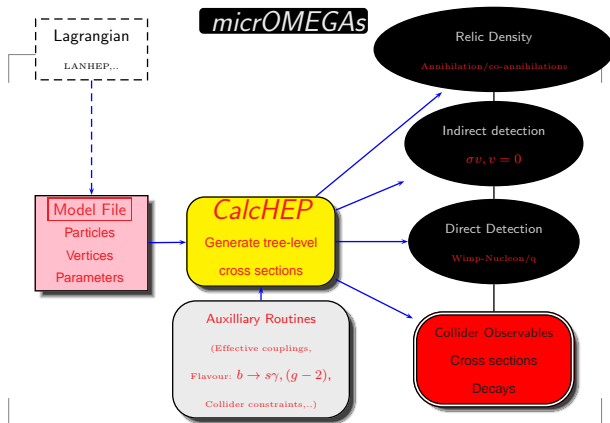 micrOMEGAs
Lagrangian
LANHEP,..
Model File
Particles
Vertices
Parameters
CalcHEP
Generate tree-level
cross sections
Auxilliary Routines
(Effective couplings,
Flavour: b → sγ, (g − 2),
Collider constraints,..)
Relic Density
Annihilation/co-annihilations
Indirect detection
σv, v = 0
Direct Detection
Wimp-Nucleon/q
Collider Observables
Cross sections
Decays